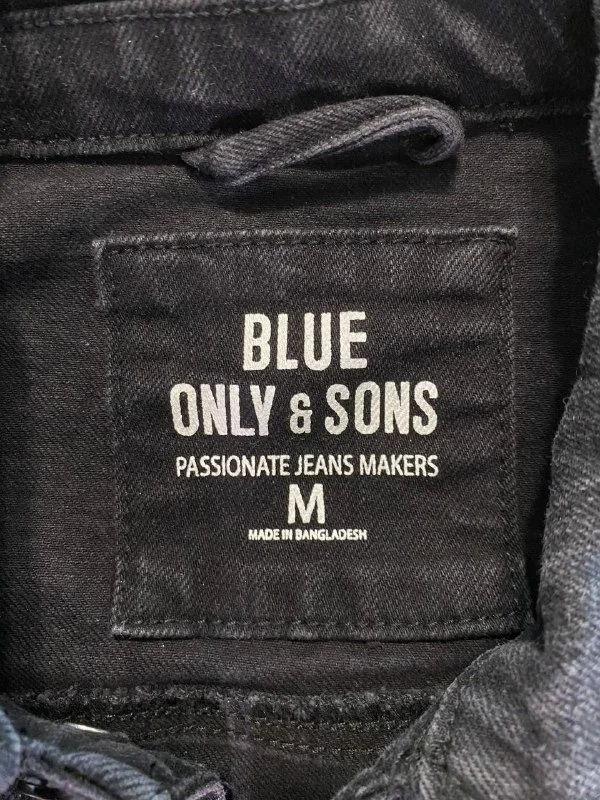 BLUE
ONLY & SONS
PASSIONATE JEANS MAKERS
M
MADE IN BANGLADESH